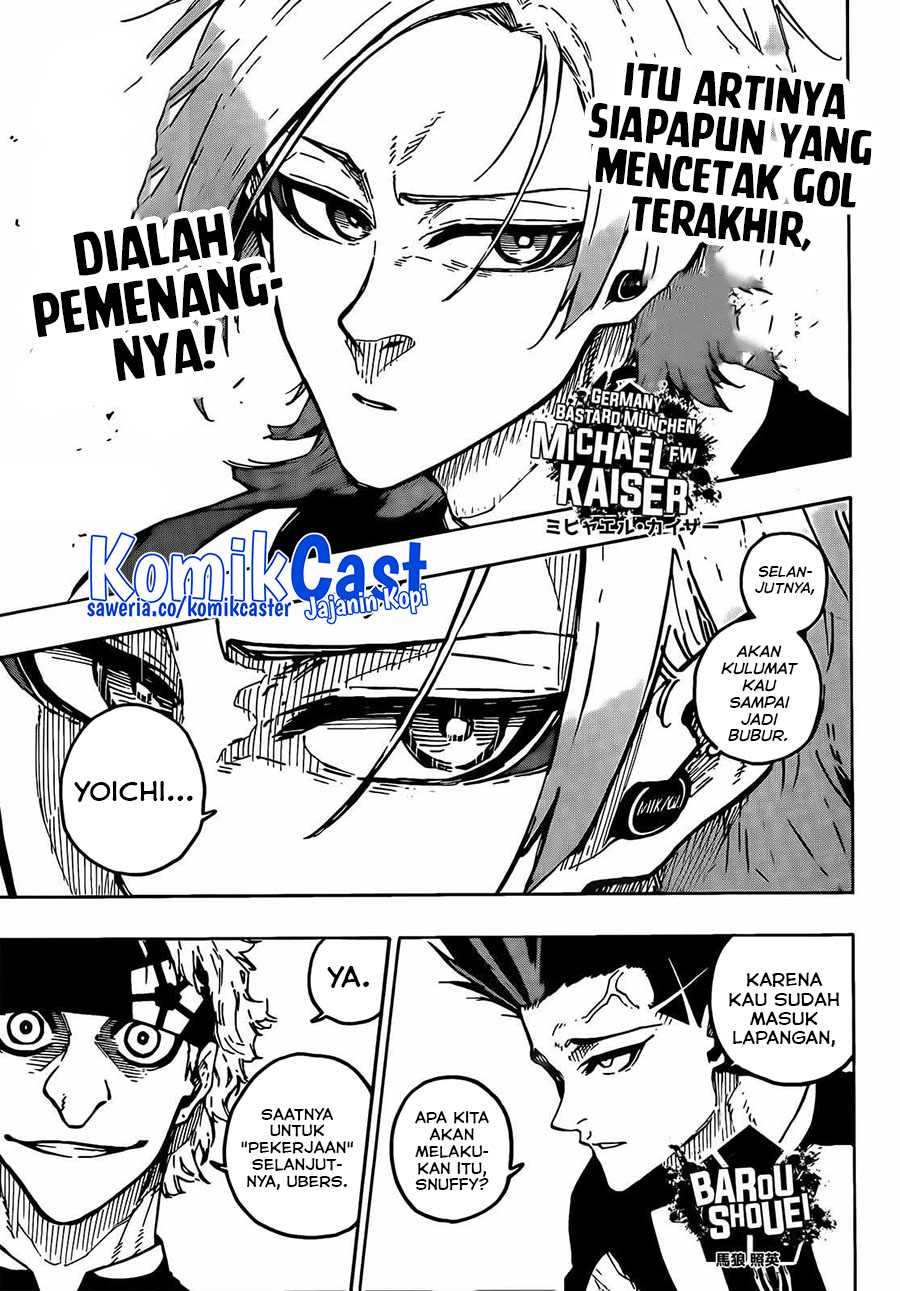 ITU ARTINYA
SIAPAPUN YANG
MENCETAK GOL
TERAKHIR,
DIALAH
PEMENANG-
NYA!
GERMANY
BASTARD MUNCHEN
MICHAEL FW
KAISER
ミヒャエル・カイザー
KomikCast
saweria.co/komikcaster
Jajanin Kopi
SELAN-
JUTNYA,
AKAN
KULUMAT
KAU
SAMPAI
JADI
BUBUR.
YOICHI...
KARENA
KAU SUDAH
MASUK
LAPANGAN,
APA KITA
AKAN
MELAKU-
KAN ITU,
SNUFFY?
BAROU
SHOUEI
馬狼 照英
YA.
SAATNYA
UNTUK
"PEKERJAAN"
SELANJUT-
NYA, UBERS.